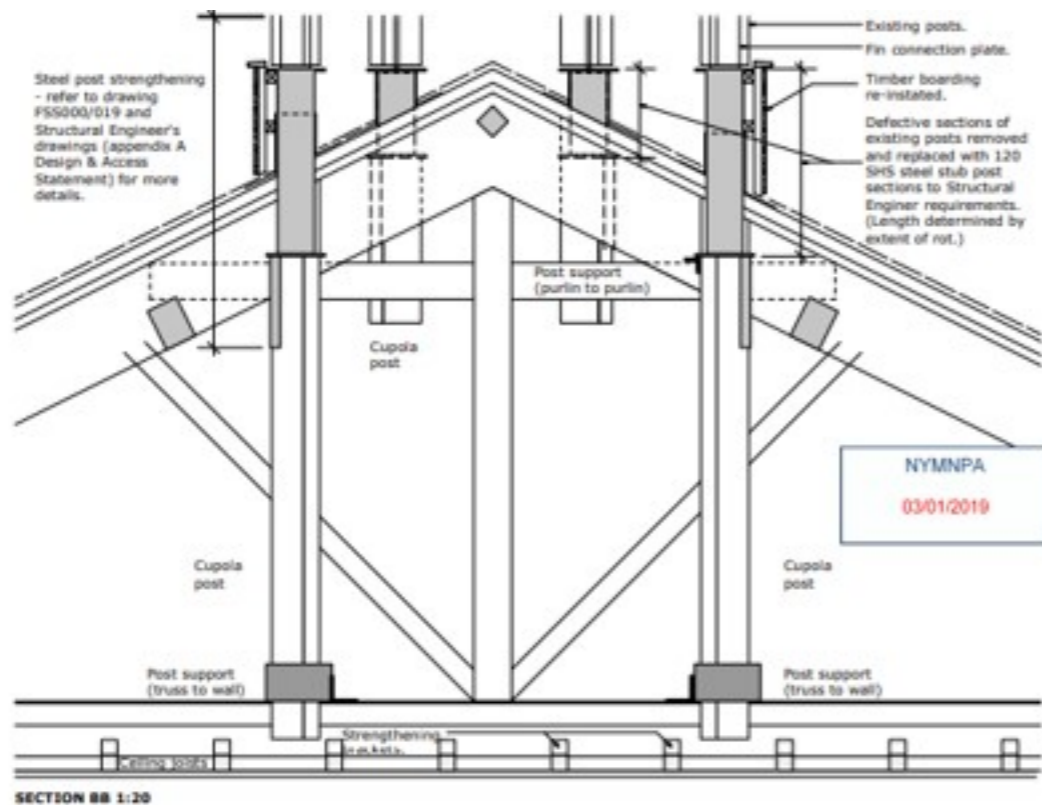 Existing posts.
Fin connection plate.
Timber boarding
re-instated.
Defective sections of
existing posts removed
and replaced with 120
SHS steel stub post
sections to Structural
Enginer requirements.
(Length determined by
extent of rot.)
Steel post strengthening
- refer to drawing
FSS000/019 and
Structural Engineer's
drawings (appendix A
Design & Access
Statement) for more
details.
Post support
(purlin to purlin)
Cupola
post
NYMNPA
03/01/2019
Cupola
post
Cupola
post
Post support
(truss to wall)
Post support
(truss to wall)
Strengthening
Ceiling Joists
SECTION BB 1:20